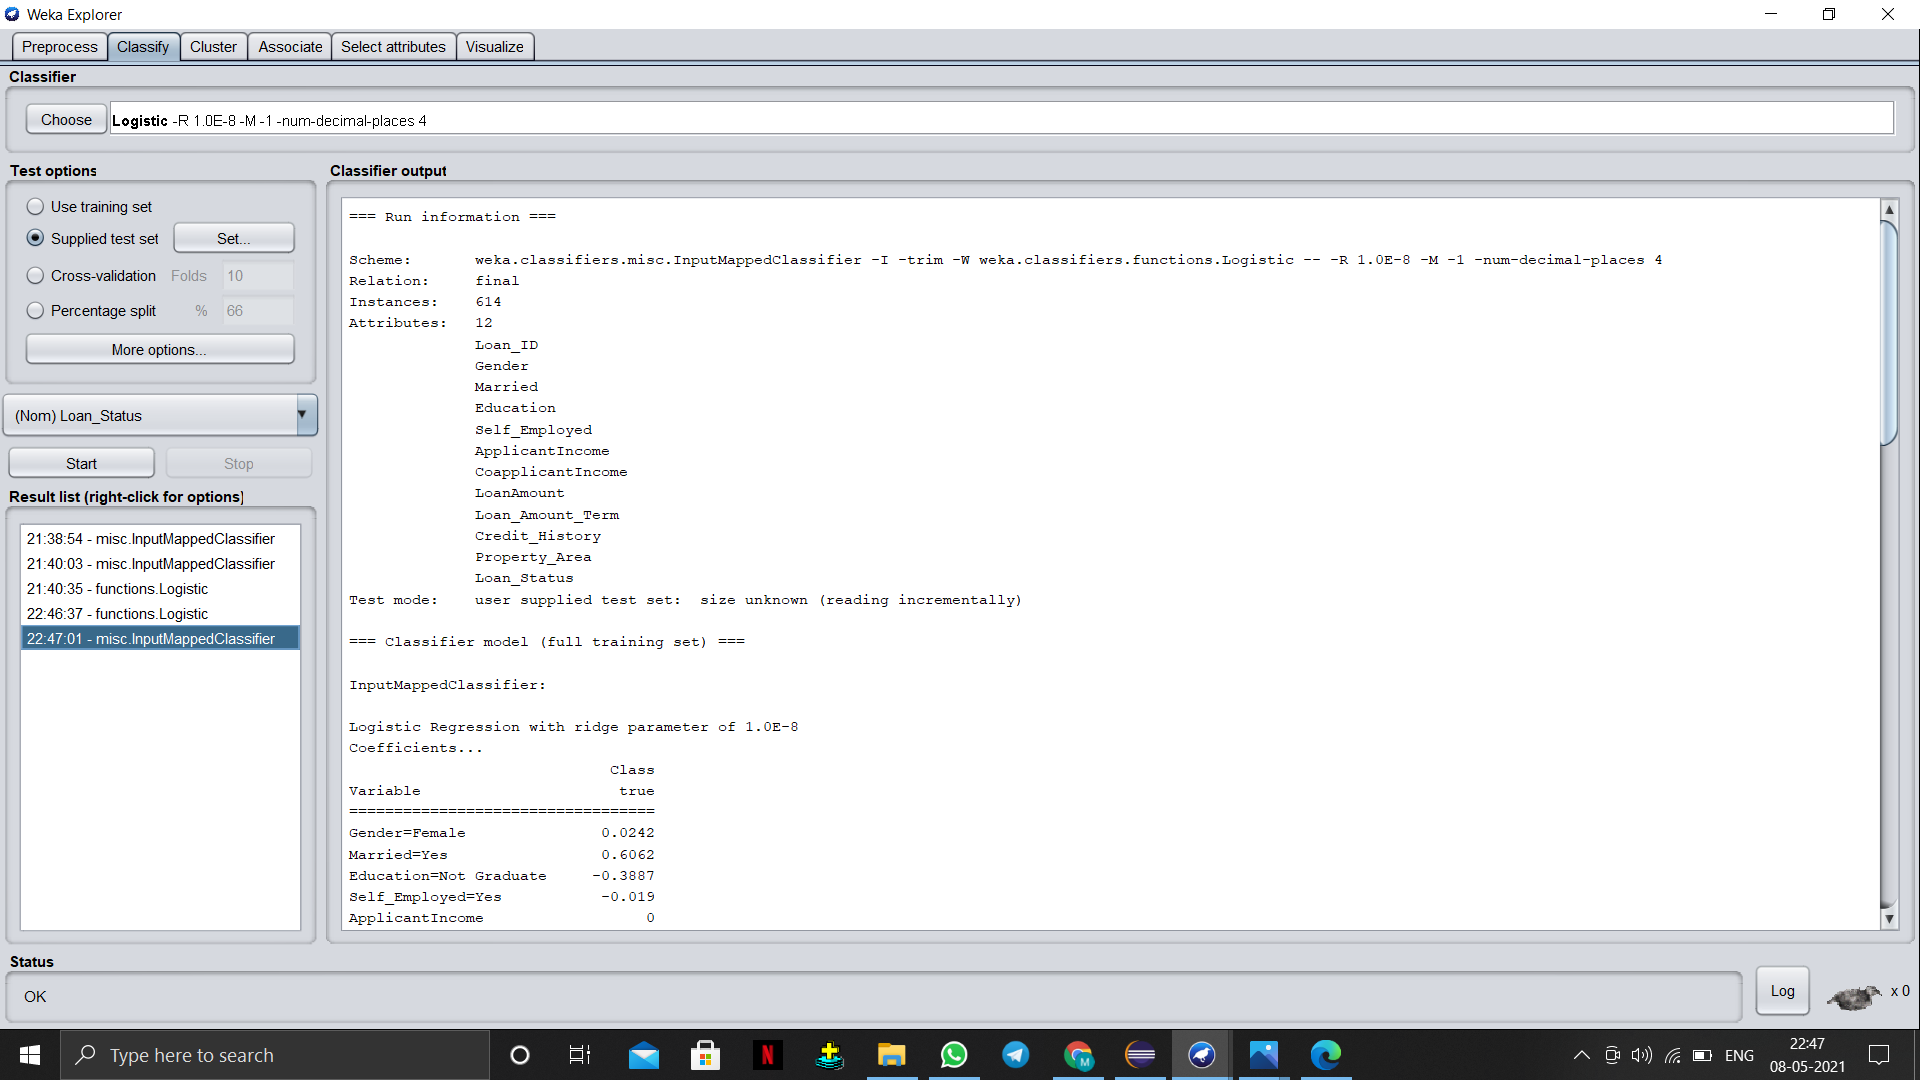 Weka Explorer
Preprocess Classify Cluster Associate Select attributes Visualize
Classifier
Choose Logistic -R 1.0E-8 -M -1 -num-decimal-places 4
Test options
Use training set
Supplied test set Set...
Cross-validation Folds 10
Percentage split % 66
More options...
(Nom) Loan_Status
Start Stop
Result list (right-click for options)
21:38:54 - misc.InputMappedClassifier
21:40:03 - misc.InputMappedClassifier
21:40:35 - functions.Logistic
22:46:37 - functions.Logistic
22:47:01 - misc.InputMappedClassifier
Classifier output
=== Run information ===
Scheme: weka.classifiers.misc.InputMappedClassifier -I -trim -W weka.classifiers.functions.Logistic -- -R 1.0E-8 -M -1 -num-decimal-places 4
Relation: final
Instances: 614
Attributes: 12
Loan_ID
Gender
Married
Education
Self_Employed
ApplicantIncome
CoapplicantIncome
LoanAmount
Loan_Amount_Term
Credit_History
Property_Area
Loan_Status
Test mode: user supplied test set: size unknown (reading incrementally)
=== Classifier model (full training set) ===
InputMappedClassifier:
Logistic Regression with ridge parameter of 1.0E-8
Coefficients...
Class
Variable true
==================================
Gender=Female 0.0242
Married=Yes 0.6062
Education=Not Graduate -0.3887
Self_Employed=Yes -0.019
ApplicantIncome 0
Status
OK
Log
x 0
Type here to search
N
M
ENG
22:47
08-05-2021